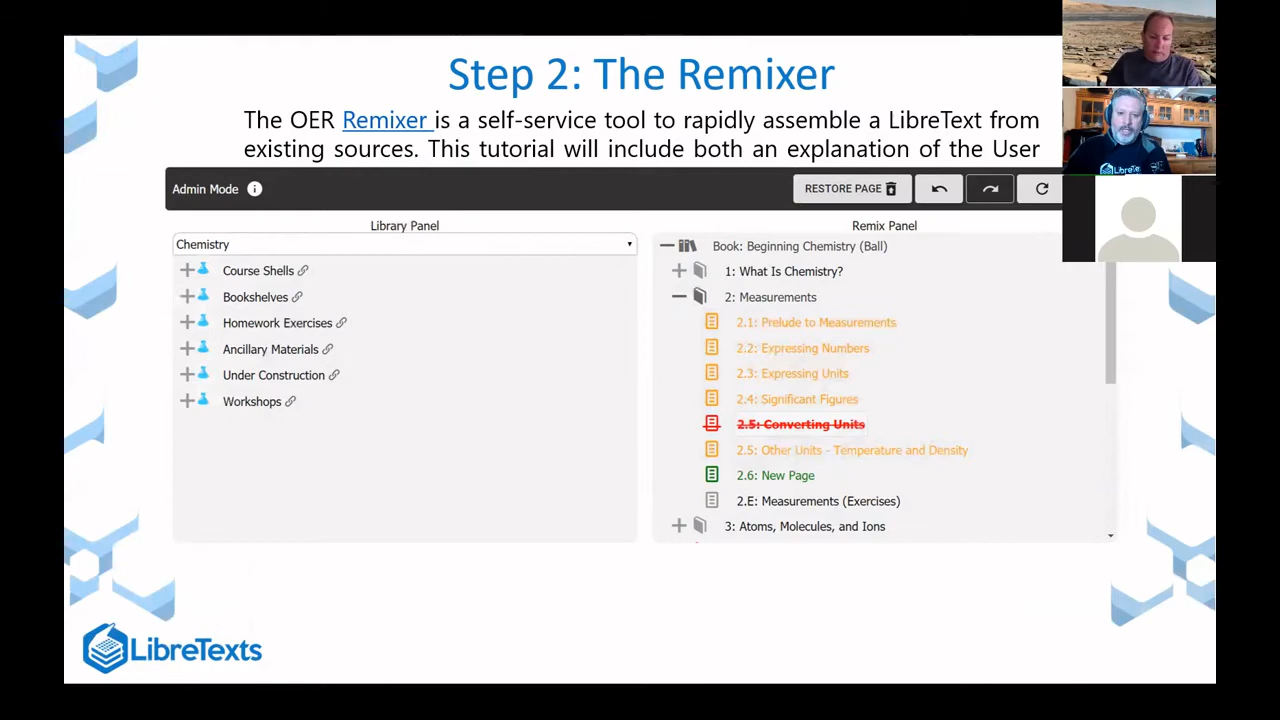 Step 2: The Remixer
The OER Remixer is a self-service tool to rapidly assemble a LibreText from
existing sources. This tutorial will include both an explanation of the User
Admin Mode
RESTORE PAGE
Library Panel
Remix Panel
Chemistry
Course Shells
Bookshelves
Homework Exercises
Ancillary Materials
Under Construction
Workshops
Book: Beginning Chemistry (Ball)
1: What Is Chemistry?
2: Measurements
2.1: Prelude to Measurements
2.2: Expressing Numbers
2.3: Expressing Units
2.4: Significant Figures
2.5: Converting Units
2.5: Other Units - Temperature and Density
2.6: New Page
2.E: Measurements (Exercises)
3: Atoms, Molecules, and Ions
LibreTexts